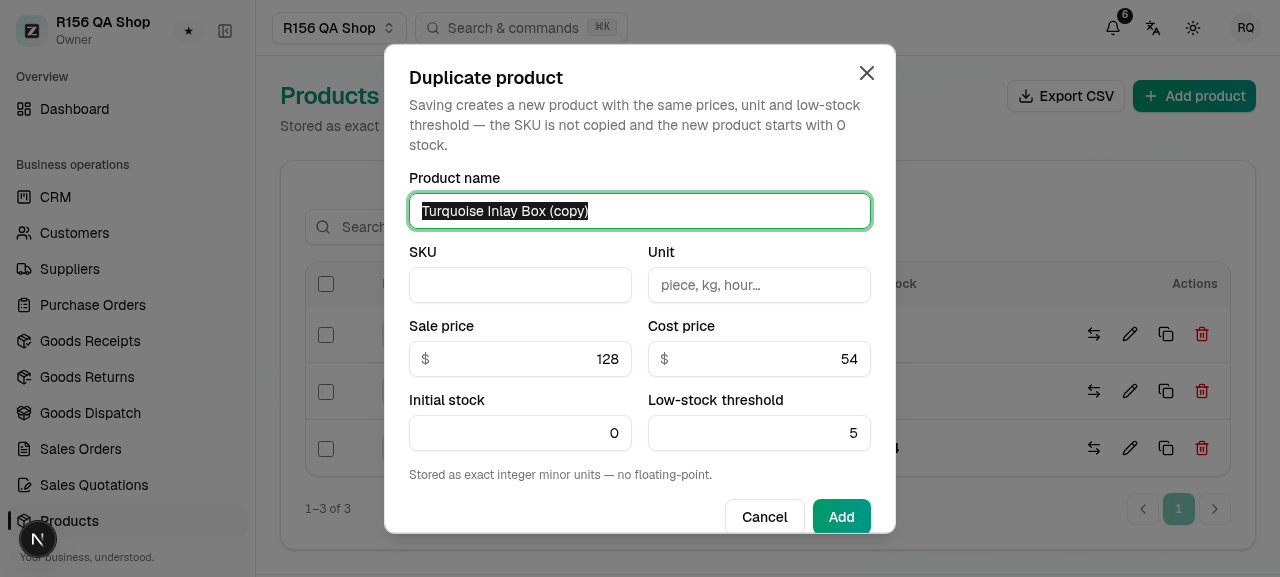 R156 QA Shop
Owner
★
Overview
Dashboard
Business operations
CRM
Customers
Suppliers
Purchase Orders
Goods Receipts
Goods Returns
Goods Dispatch
Sales Orders
Sales Quotations
Products
Your business, understood.
N
R156 QA Shop
Search & commands
⌘K
6
RQ
Products
Stored as exact
Export CSV
Add product
Search
Actions
1–3 of 3
1
Duplicate product
Saving creates a new product with the same prices, unit and low-stock
threshold — the SKU is not copied and the new product starts with 0
stock.
Product name
Turquoise Inlay Box (copy)
SKU
Unit
piece, kg, hour…
Sale price
Cost price
$ 128
$ 54
Initial stock
Low-stock threshold
0
5
Stored as exact integer minor units — no floating-point.
Cancel
Add